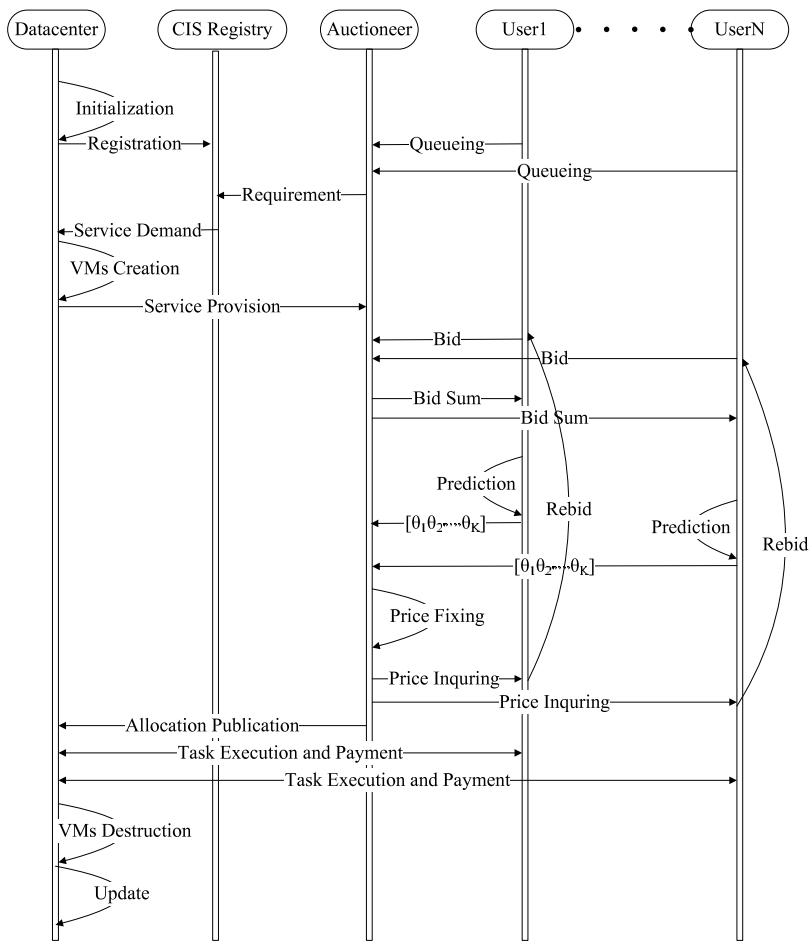 Datacenter
CIS Registry
Auctioneer
User1
UserN
Initialization
Registration
Queueing
Queueing
Requirement
Service Demand
VMs Creation
Service Provision
Bid
Bid
Bid Sum
Bid Sum
Prediction
Rebid
[θ₁θ₂,...,θ_K]
Prediction
Rebid
[θ₁θ₂,...,θ_K]
Price Fixing
Price Inquring
Price Inquring
Allocation Publication
Task Execution and Payment
Task Execution and Payment
VMs Destruction
Update